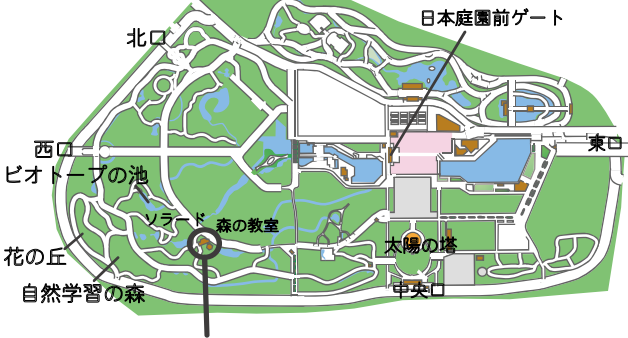 日本庭園前ゲート
北口
東口
西口
ビオトープの池
ソラード
森の教室
太陽の塔
花の丘
自然学習の森
中央口